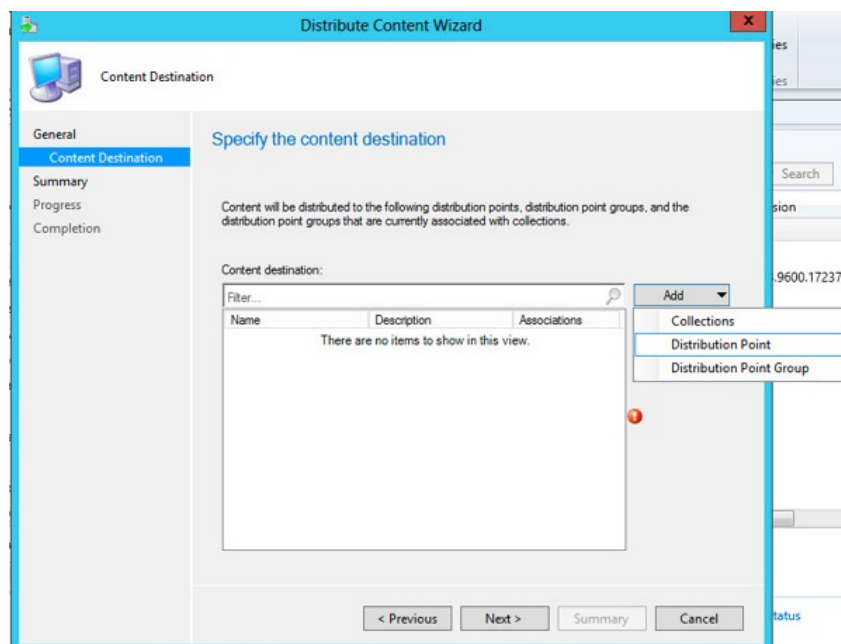 Distribute Content Wizard
x
ies
ies
Content Destination
General
Content Destination
Summary
Progress
Completion
Specify the content destination
Search
sion
Content will be distributed to the following distribution points, distribution point groups, and the
distribution point groups that are currently associated with collections.
.9600.17237
Content destination:
Filter...
Add
Name Description Associations
There are no items to show in this view.
Collections
Distribution Point
Distribution Point Group
< Previous
Next >
Summary
Cancel
tatus